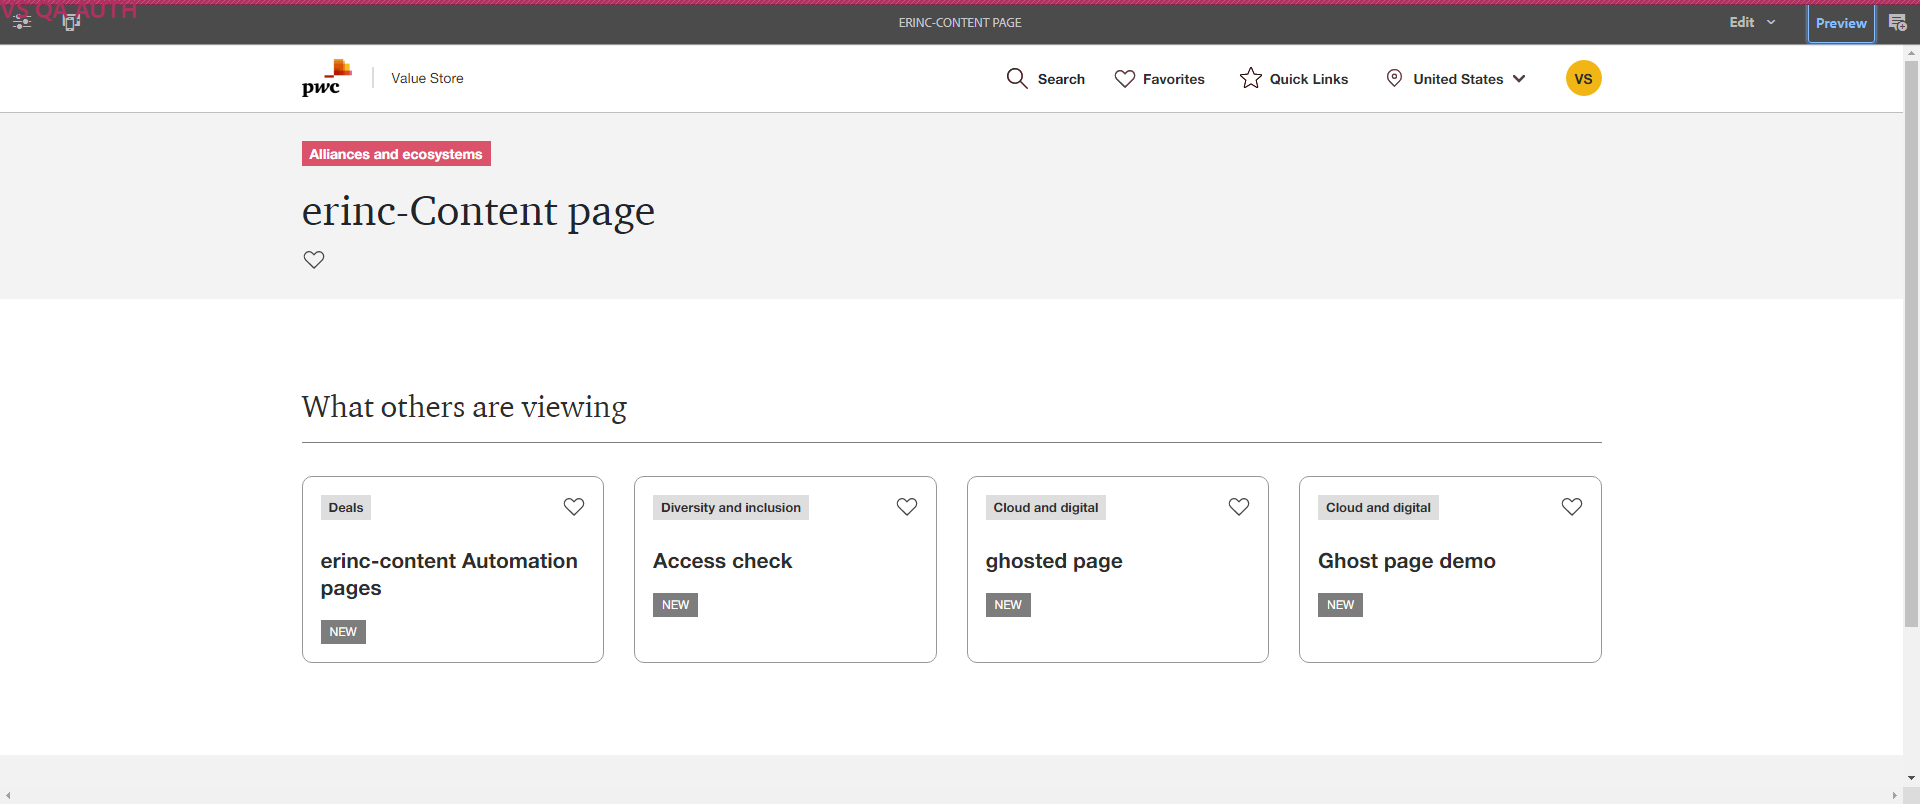 VS QA AUTH
ERINC-CONTENT PAGE
Edit
Preview
pwc
Value Store
Search
Favorites
Quick Links
United States
VS
Alliances and ecosystems
erinc-Content page
What others are viewing
Deals
erinc-content Automation
pages
NEW
Diversity and inclusion
Access check
NEW
Cloud and digital
ghosted page
NEW
Cloud and digital
Ghost page demo
NEW